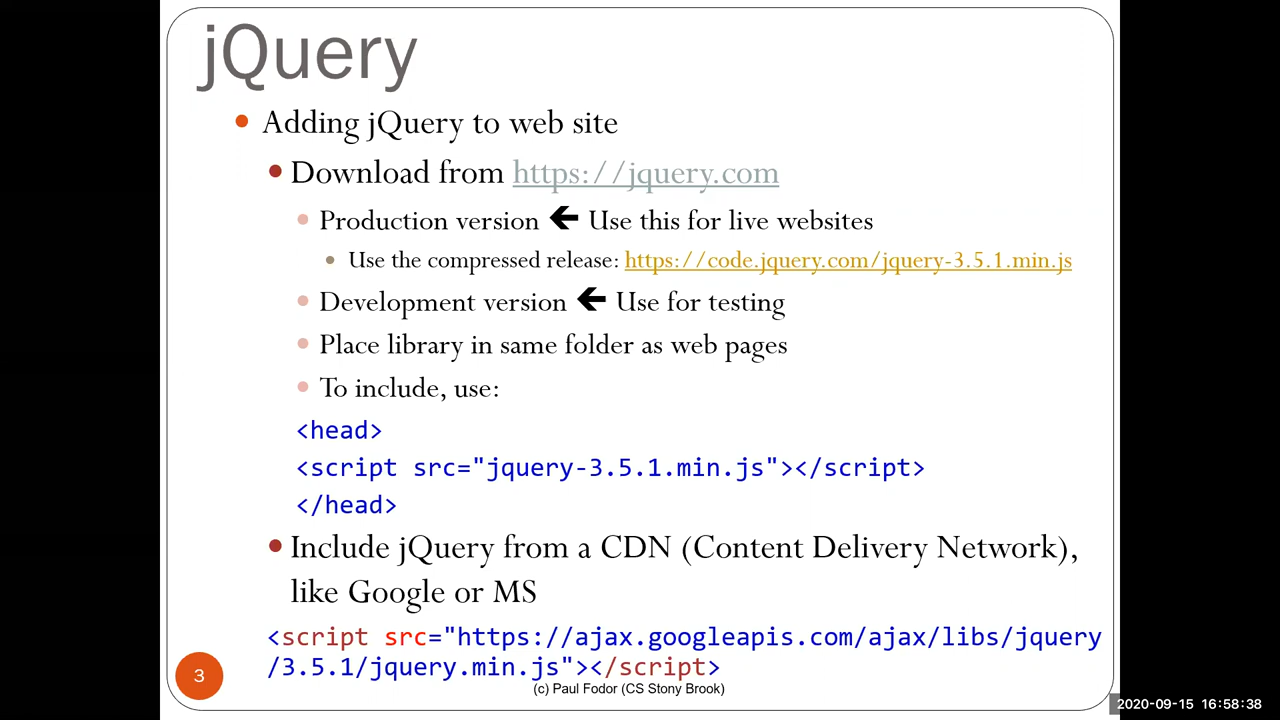 jQuery
Adding jQuery to web site
Download from https://jquery.com
Production version 🡸 Use this for live websites
Use the compressed release: https://code.jquery.com/jquery-3.5.1.min.js
Development version 🡸 Use for testing
Place library in same folder as web pages
To include, use:
<head>
<script src="jquery-3.5.1.min.js"></script>
</head>
Include jQuery from a CDN (Content Delivery Network),
like Google or MS
<script src="https://ajax.googleapis.com/ajax/libs/jquery
/3.5.1/jquery.min.js"></script>
3
(c) Paul Fodor (CS Stony Brook)
2020-09-15 16:58:38